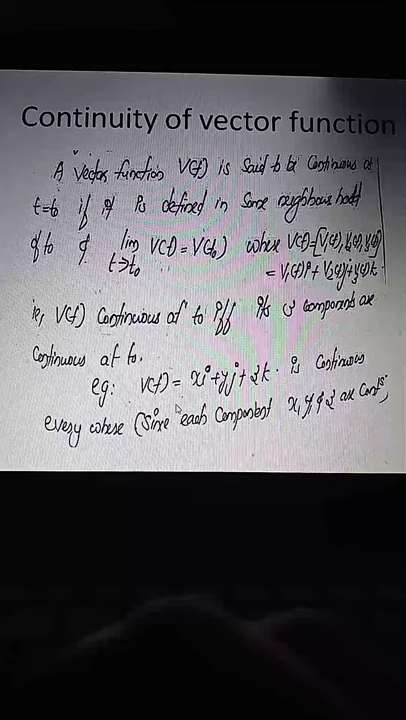 Continuity of vector function
A vector function V(t) is said to be continuous at
t=t₀ if it is defined in some neighbourhood
of t₀ & lim t→t₀ V(t) = V(t₀) where V(t)=[V₁(t),V₂(t),V₃(t)]
= V₁(t)i + V₂(t)j + V₃(t)k.
ie, V(t) continuous at t₀ iff its 3 components are
continuous at t₀.
eg: V(t) = xi+yj+zk. is continuous
every where (Since each component x, y, & z are conts;